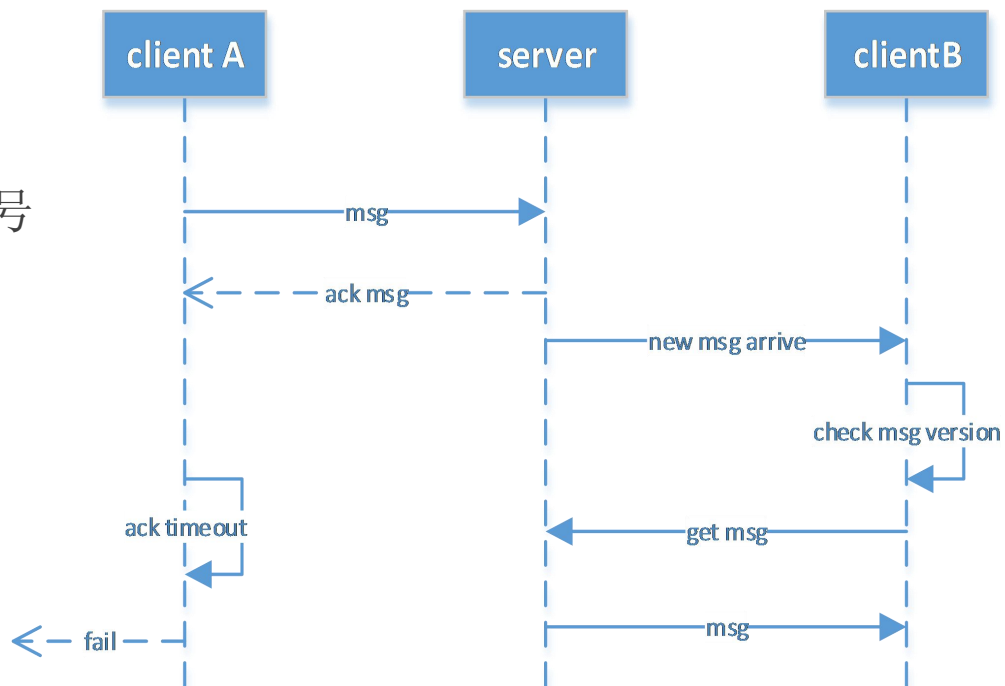 client A
server
clientB
号
msg
ack msg
new msg arrive
check msg version
ack timeout
get msg
msg
fail